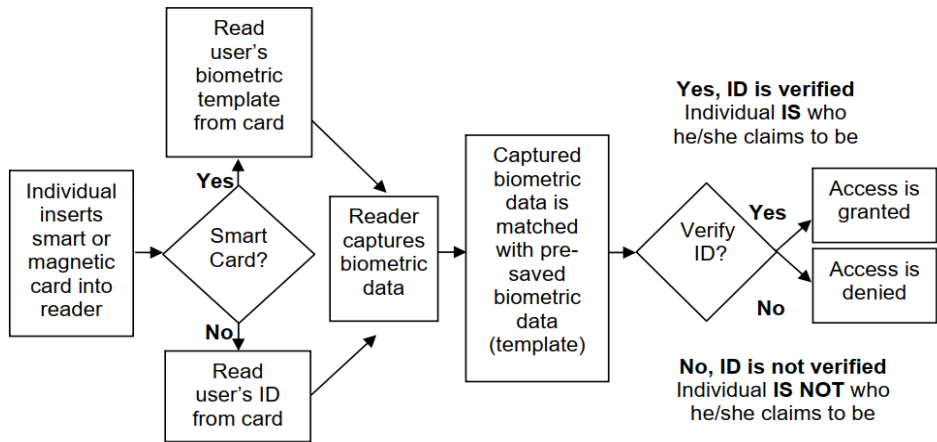 Individual
inserts
smart or
magnetic
card into
reader
Smart
Card?
Yes
Read
user’s
biometric
template
from card
No
Read
user’s ID
from card
Reader
captures
biometric
data
Captured
biometric
data is
matched
with pre-
saved
biometric
data
(template)
Verify
ID?
Yes, ID is verified
Individual IS who
he/she claims to be
Yes
Access is
granted
No
Access is
denied
No, ID is not verified
Individual IS NOT who
he/she claims to be